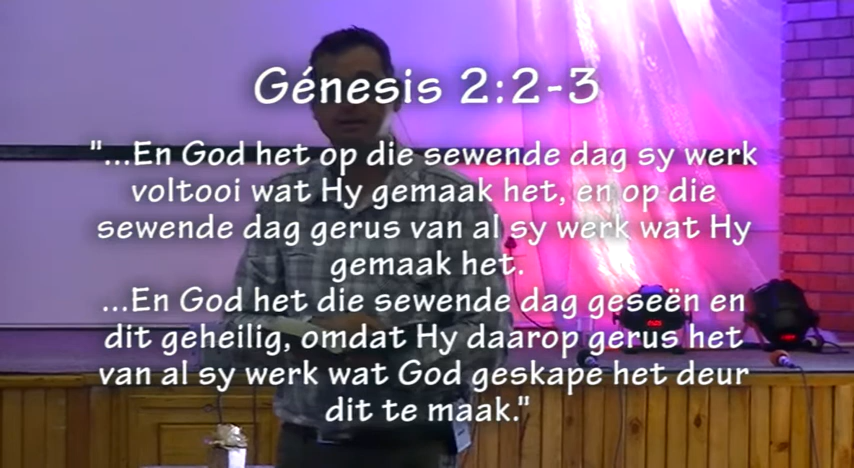 Génesis 2:2-3
"...En God het op die sewende dag sy werk
voltooi wat Hy gemaak het, en op die
sewende dag gerus van al sy werk wat Hy
gemaak het.
...En God het die sewende dag geseën en
dit geheilig, omdat Hy daarop gerus het
van al sy werk wat God geskape het deur
dit te maak."